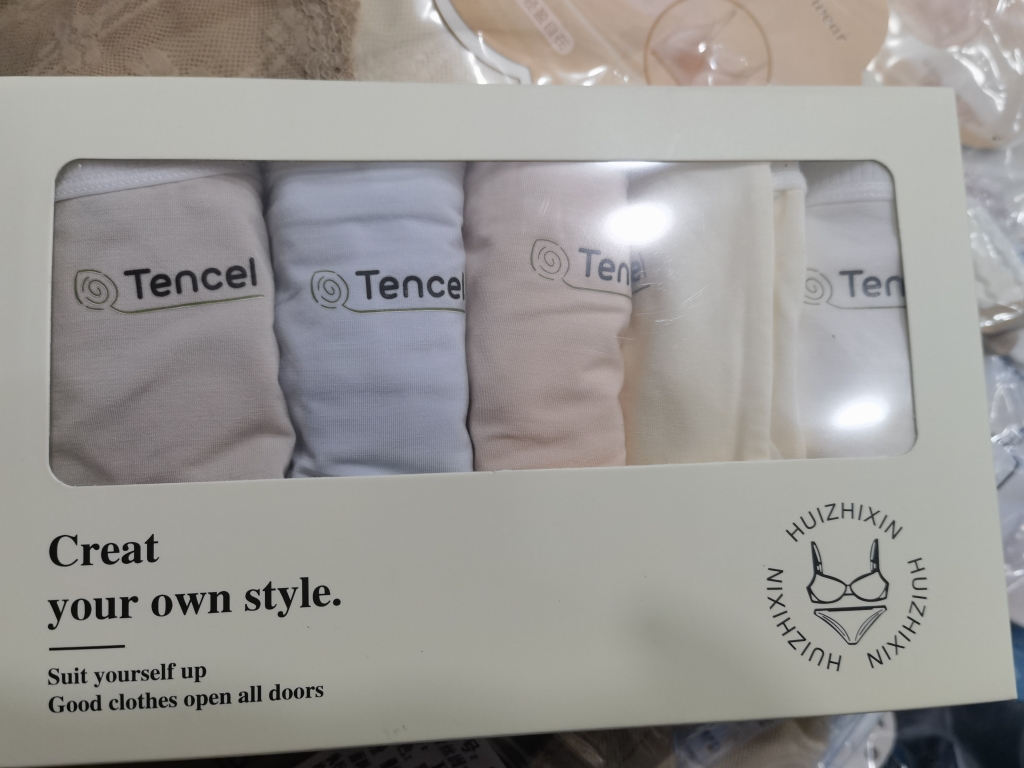 Tencel
Tencel
Ten
Ten
Creat
your own style.
Suit yourself up
Good clothes open all doors
HUIZHIXIN
HUIZHIXIN
HUIZHIXIN
HUIZHIXIN